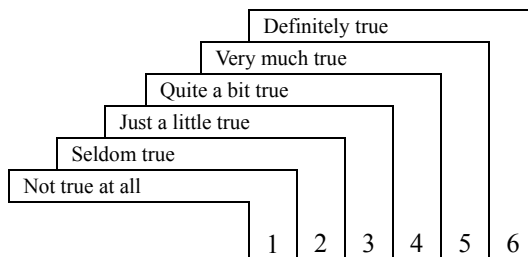 Definitely true
Very much true
Quite a bit true
Just a little true
Seldom true
Not true at all
1 2 3 4 5 6